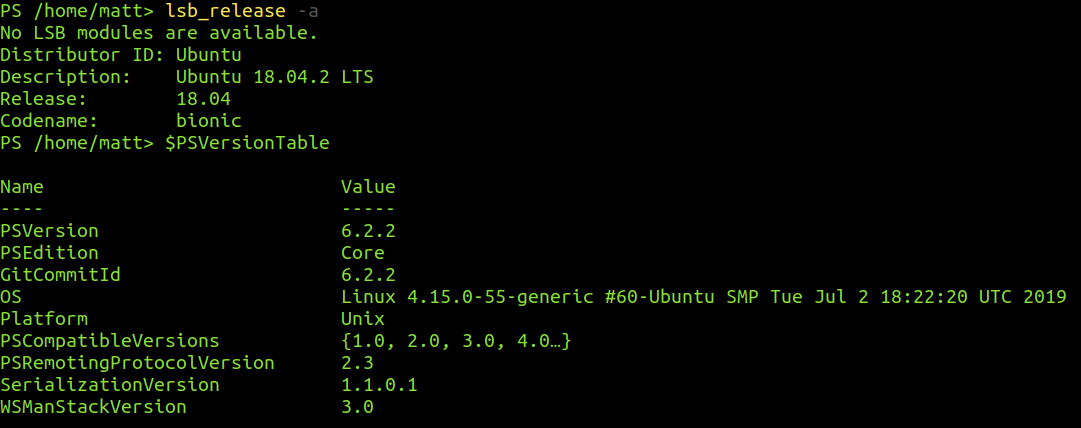 PS /home/matt> lsb_release -a
No LSB modules are available.
Distributor ID: Ubuntu
Description:    Ubuntu 18.04.2 LTS
Release:        18.04
Codename:       bionic
PS /home/matt> $PSVersionTable

Name                           Value
----                           -----
PSVersion                      6.2.2
PSEdition                      Core
GitCommitId                    6.2.2
OS                             Linux 4.15.0-55-generic #60-Ubuntu SMP Tue Jul 2 18:22:20 UTC 2019
Platform                       Unix
PSCompatibleVersions           {1.0, 2.0, 3.0, 4.0…}
PSRemotingProtocolVersion      2.3
SerializationVersion           1.1.0.1
WSManStackVersion              3.0